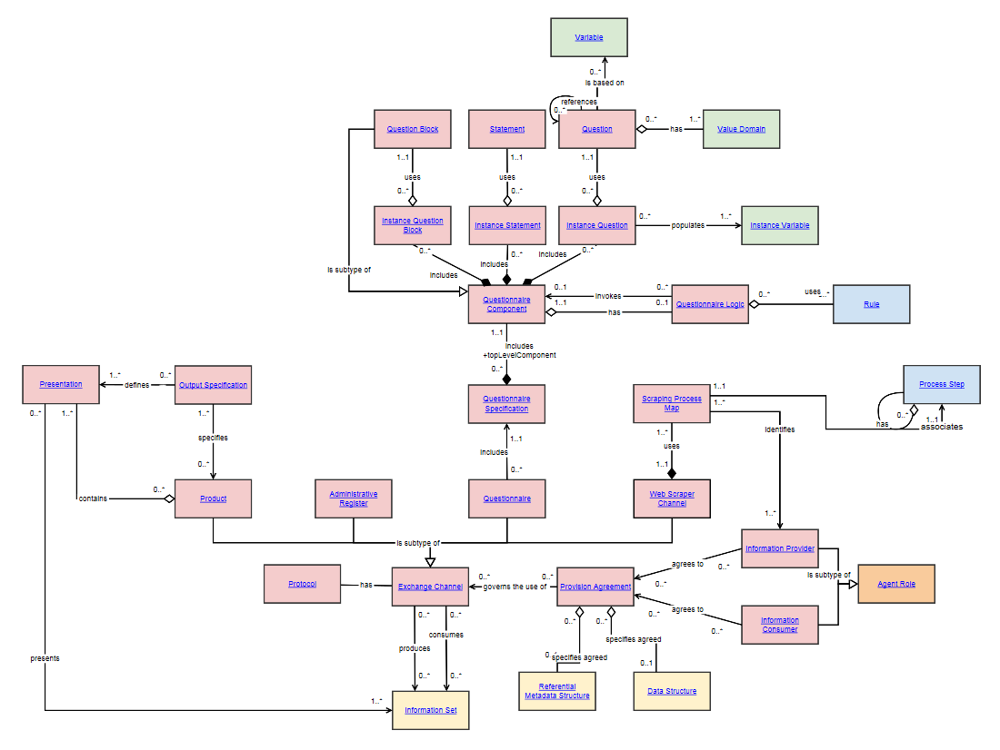 Variable
0..*
is based on
references
0..*
0..*
1..*
Question Block
Statement
Question
has
Value Domain
1..1
1..1
1..1
uses
uses
uses
0..*
0..*
0..*
Instance Question
Block
Instance Statement
Instance Question
0..*
populates
1..*
Instance Variable
0..*
0..*
0..*
includes
includes
includes
is subtype of
Questionnaire
Component
0..1
invokes
0..*
1..1
has
0..1
Questionnaire Logic
0..*
uses
..*
Rule
1..1
includes
+topLevelComponent
0..*
Presentation
1..*
defines
0..*
Output Specification
Questionnaire
Specification
Scraping Process
Map
1..1
1..*
Process Step
0..*
has
1..1
associates
0..*
1..*
1..*
specifies
0..*
identifies
1..*
uses
1..1
1..1
includes
0..*
contains
0..*
Product
Administrative
Register
Questionnaire
Web Scraper
Channel
1..*
is subtype of
Information Provider
Protocol
has
Exchange Channel
0..*
governs the use of
0..*
Provision Agreement
agrees to
0..*
0..*
is subtype of
Agent Role
agrees to
0..*
Information
Consumer
0..*
0..*
0..*
0..*
consumes
produces
specifies agreed
0..
specifies agreed
0..1
presents
0..*
0..*
1..*
Information Set
Referential
Metadata Structure
Data Structure